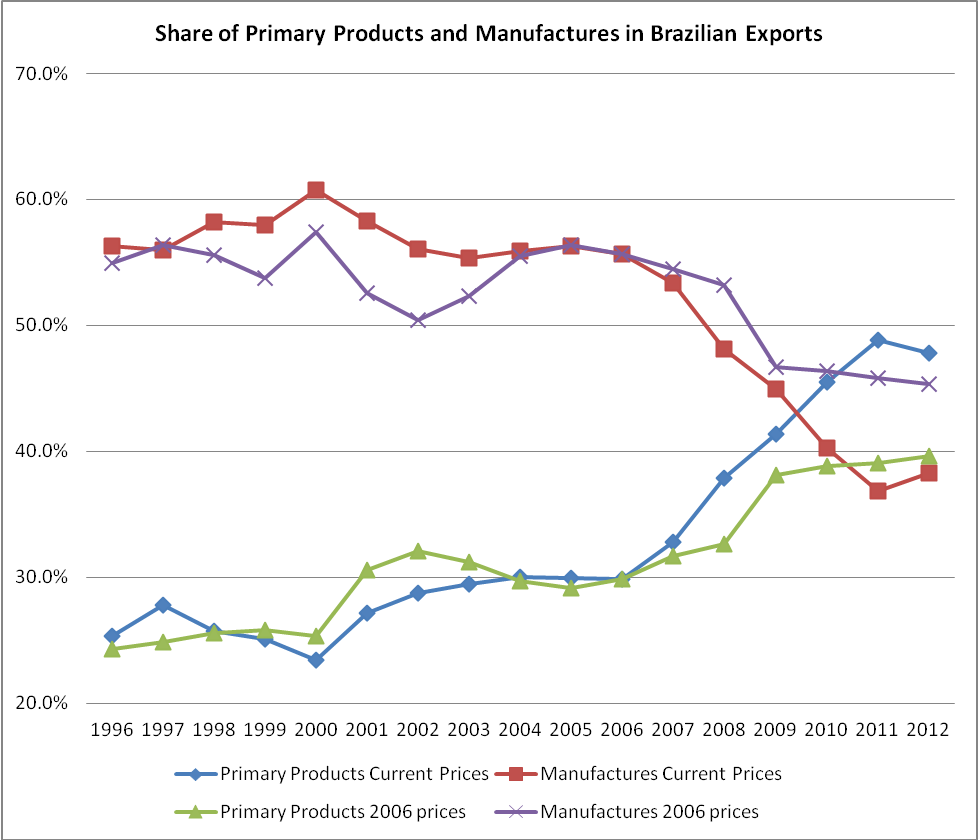 Share of Primary Products and Manufactures in Brazilian Exports
70.0%
60.0%
50.0%
40.0%
30.0%
20.0%
1996 1997 1998 1999 2000 2001 2002 2003 2004 2005 2006 2007 2008 2009 2010 2011 2012
Primary Products Current Prices Manufactures Current Prices
Primary Products 2006 prices Manufactures 2006 prices